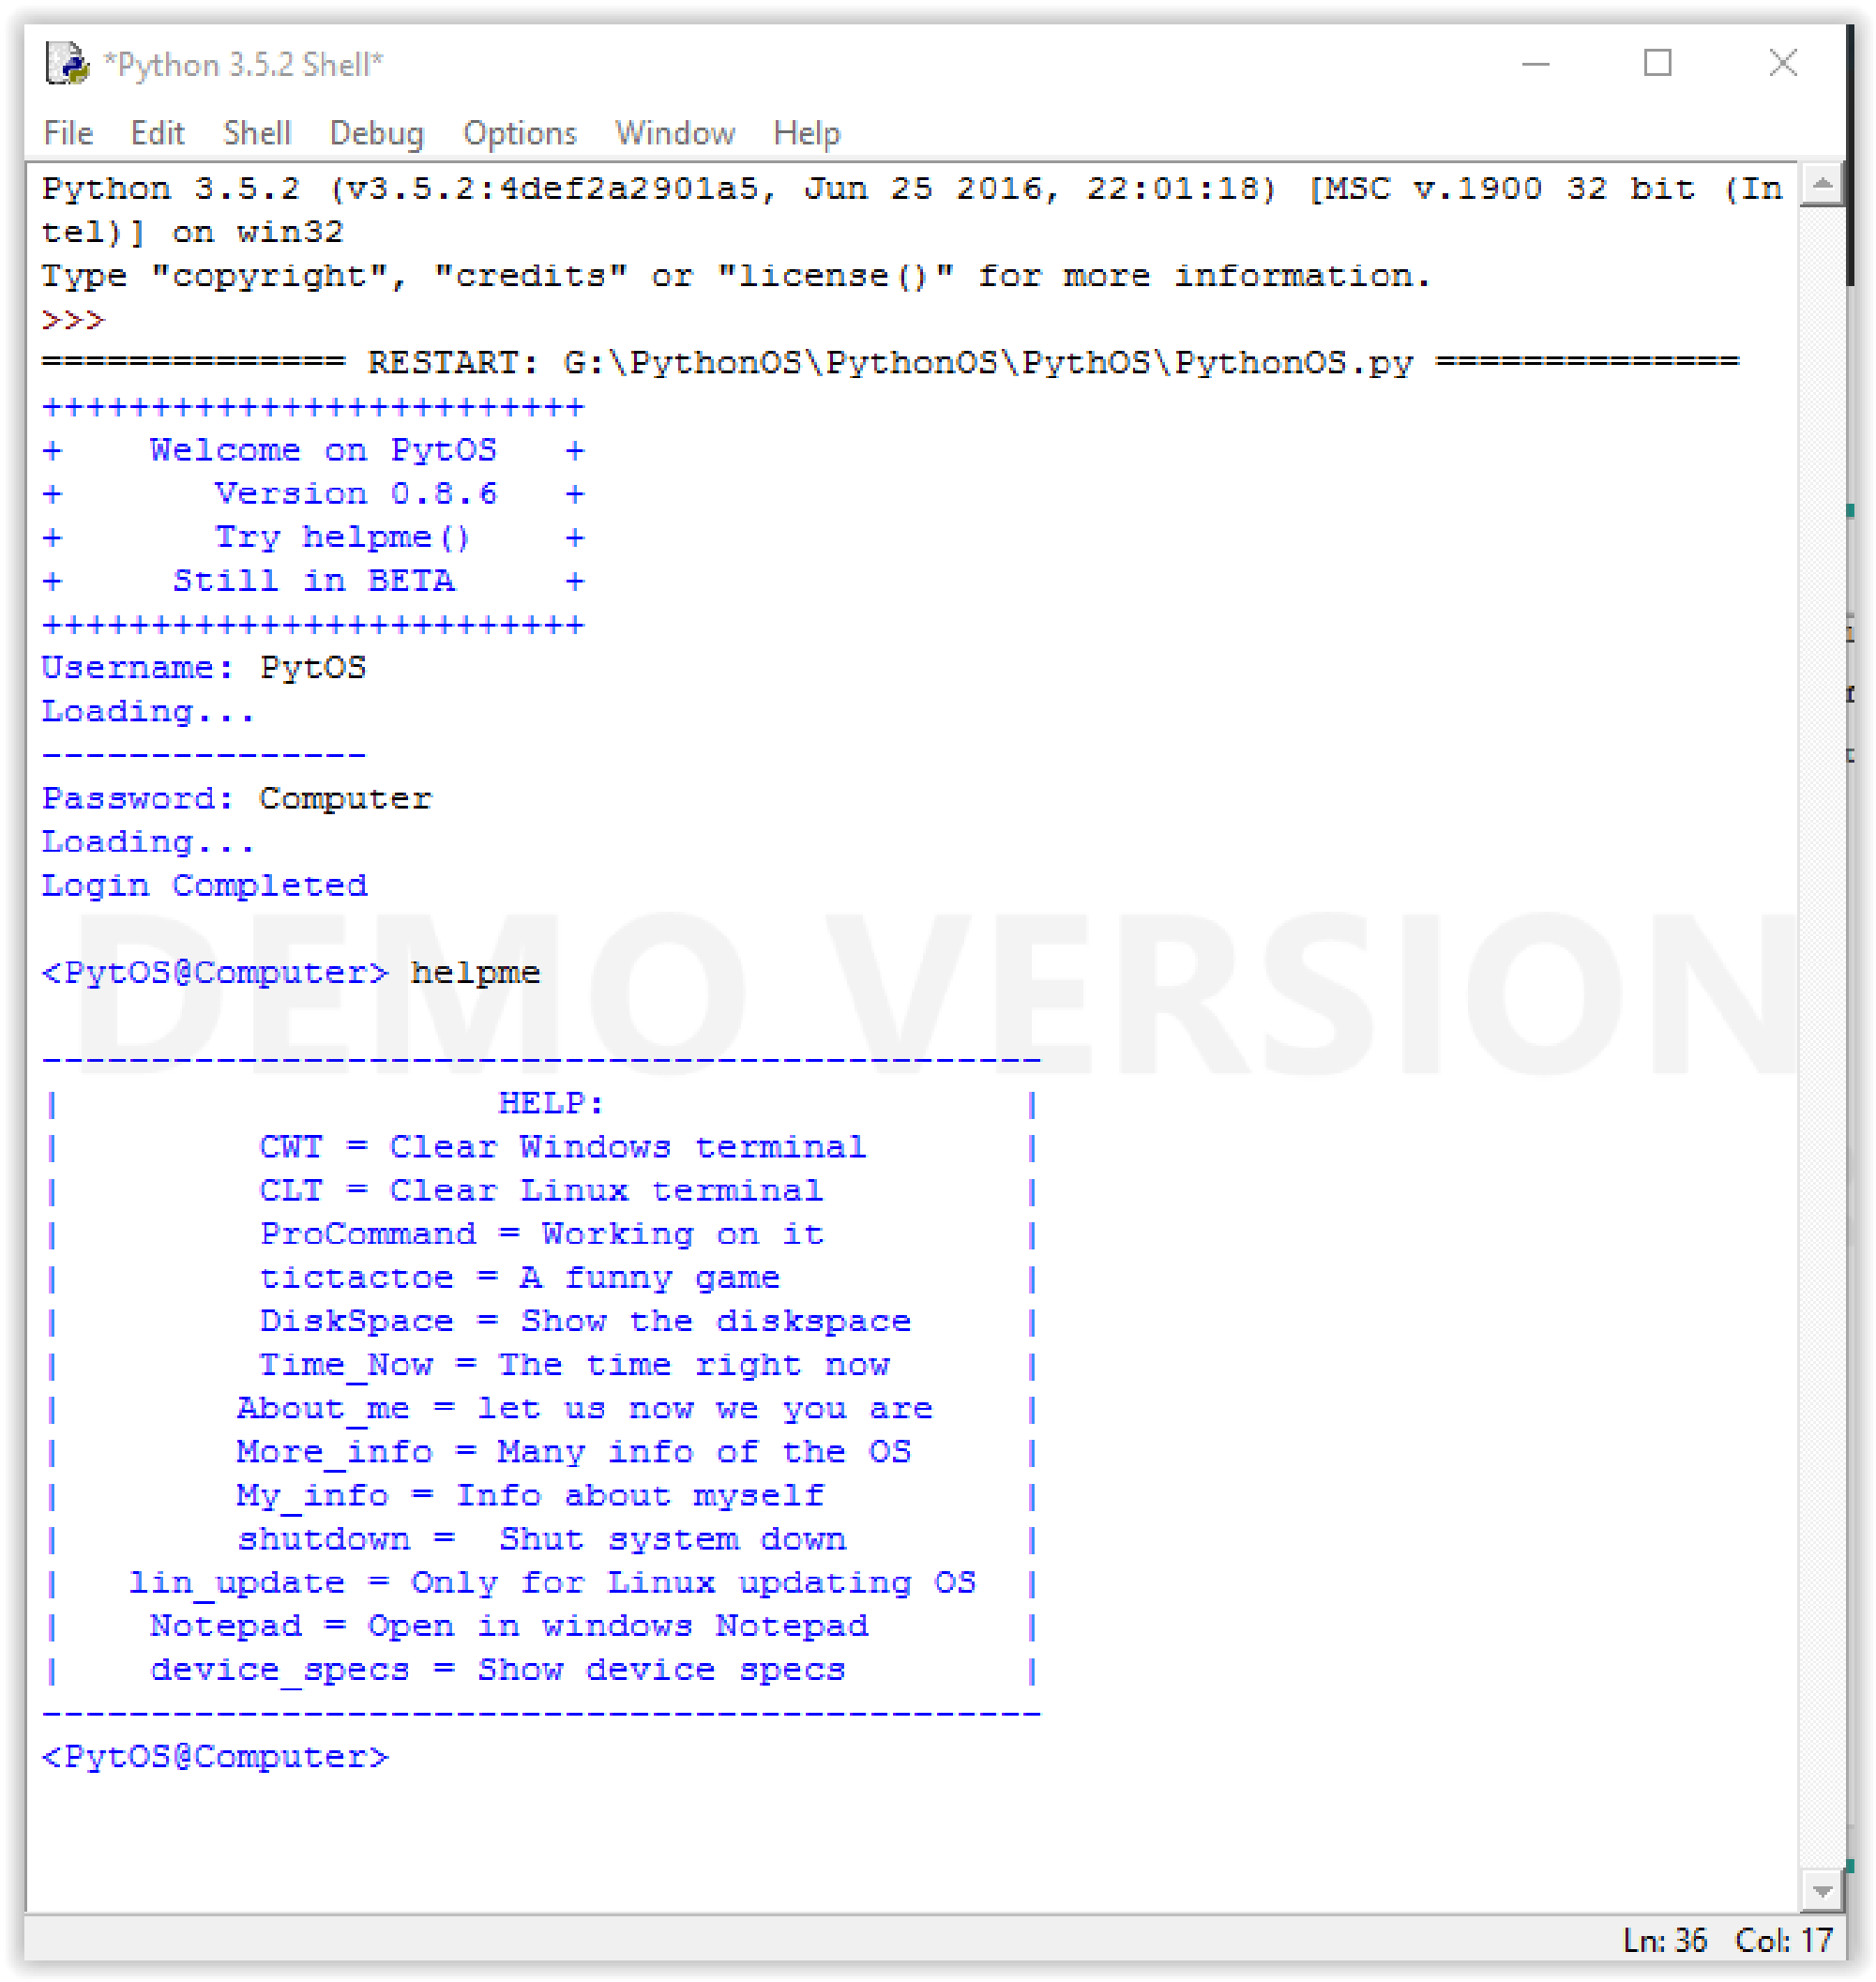 *Python 3.5.2 Shell*
File Edit Shell Debug Options Window Help
Python 3.5.2 (v3.5.2:4def2a2901a5, Jun 25 2016, 22:01:18) [MSC v.1900 32 bit (In
tel)] on win32
Type "copyright", "credits" or "license()" for more information.
>>>
============== RESTART: G:\PythonOS\PythonOS\PythOS\PythonOS.py ==============
+++++++++++++++++++++++++
+    Welcome on PytOS   +
+       Version 0.8.6   +
+       Try helpme()    +
+     Still in BETA     +
+++++++++++++++++++++++++
Username: PytOS
Loading...
---------------
Password: Computer
Loading...
Login Completed
DEMO VERSION
<PytOS@Computer> helpme
----------------------------------------------
|                    HELP:                   |
|         CWT = Clear Windows terminal       |
|         CLT = Clear Linux terminal         |
|         ProCommand = Working on it         |
|         tictactoe = A funny game           |
|         DiskSpace = Show the diskspace     |
|         Time_Now = The time right now      |
|        About_me = let us now we you are    |
|        More_info = Many info of the OS     |
|        My_info = Info about myself         |
|        shutdown =  Shut system down        |
|   lin_update = Only for Linux updating OS  |
|    Notepad = Open in windows Notepad       |
|    device_specs = Show device specs        |
----------------------------------------------
<PytOS@Computer>
Ln: 36 Col: 17